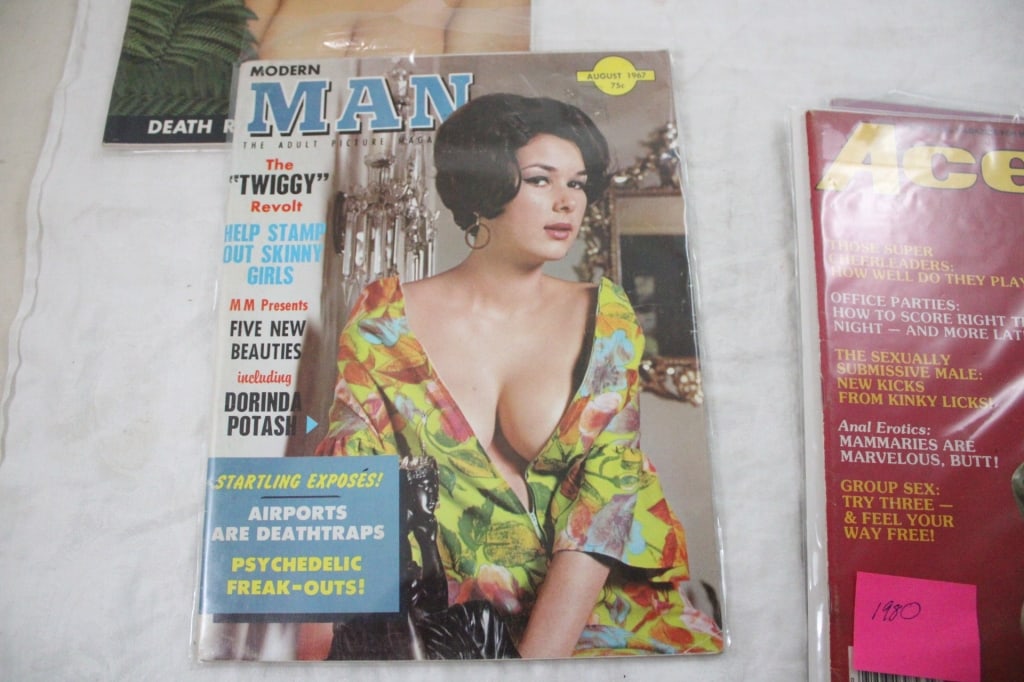 DEATH R
MODERN
MAN
THE ADULT PICTURE MAGA
AUGUST 1967
75¢
The
"TWIGGY"
Revolt
HELP STAMP
OUT SKINNY
GIRLS
MM Presents
FIVE NEW
BEAUTIES
including
DORINDA
POTASH
STARTLING EXPOSÉS!
AIRPORTS
ARE DEATHTRAPS
PSYCHEDELIC
FREAK-OUTS!
Ace
THOSE SUPER
CHEERLEADERS:
HOW WELL DO THEY PLAY
OFFICE PARTIES:
HOW TO SCORE RIGHT T
NIGHT — AND MORE LAT
THE SEXUALLY
SUBMISSIVE MALE:
NEW KICKS
FROM KINKY LICKS!
Anal Erotics:
MAMMARIES ARE
MARVELOUS, BUTT!
GROUP SEX:
TRY THREE —
& FEEL YOUR
WAY FREE!
1980